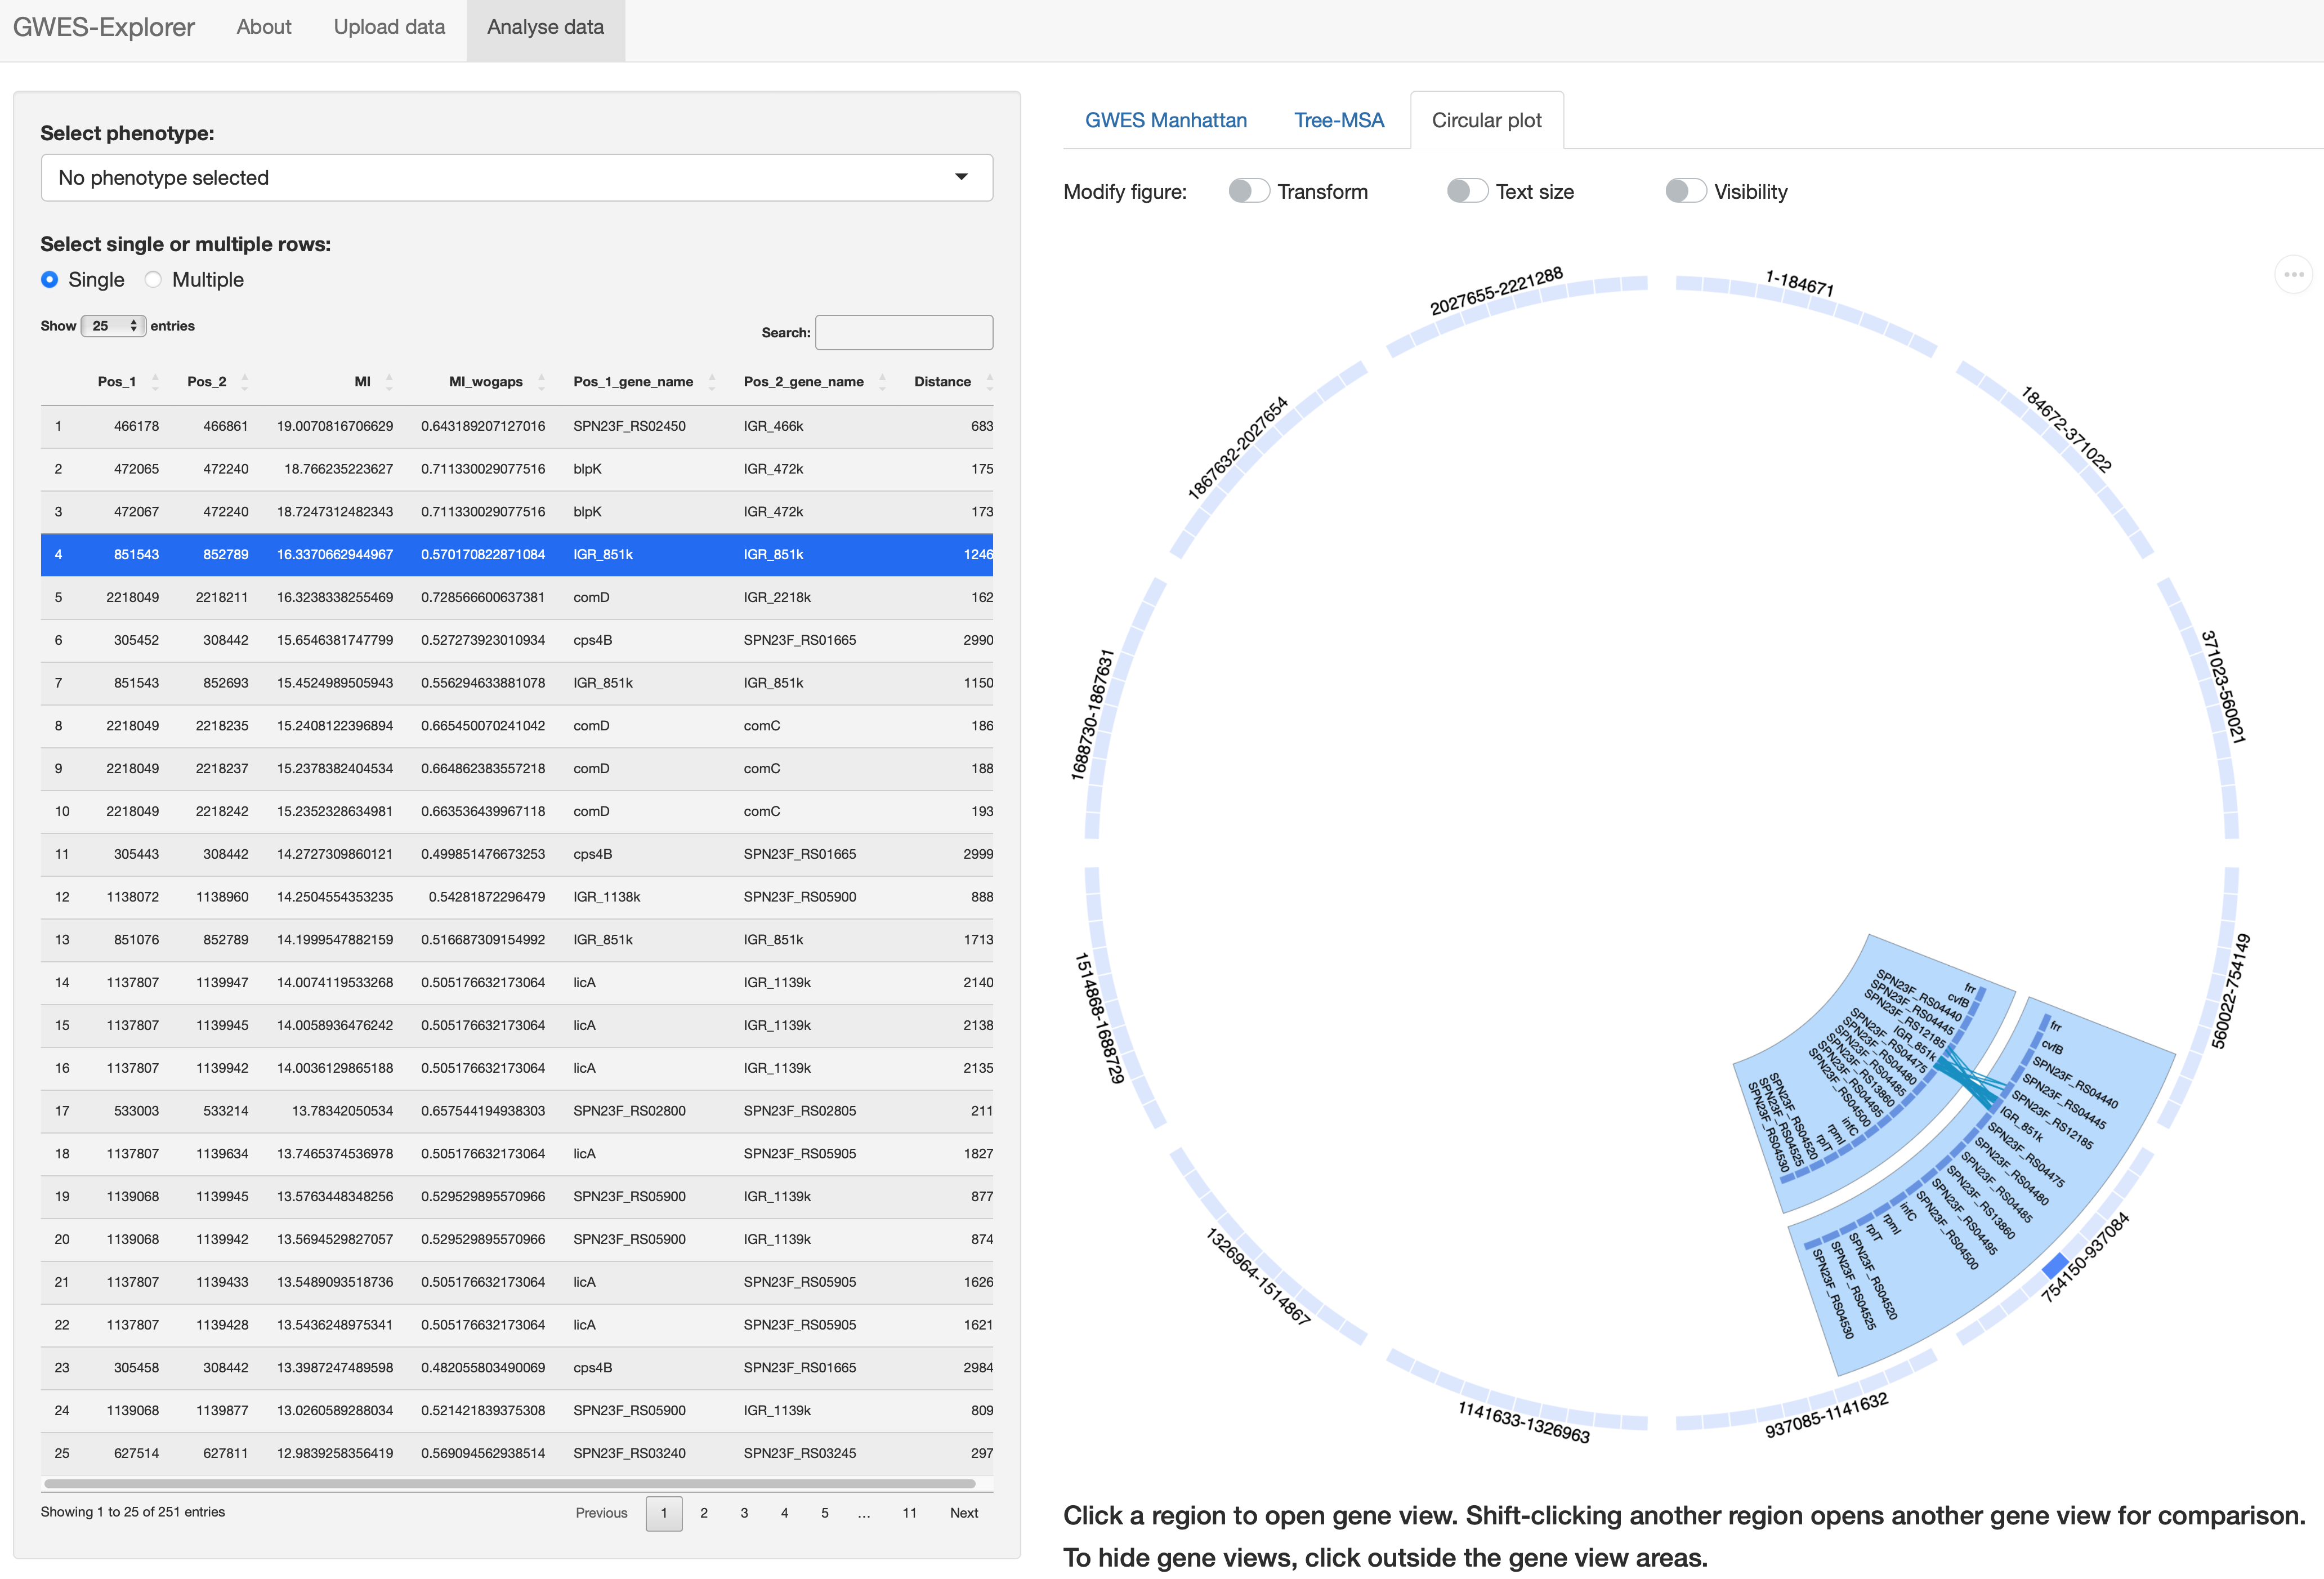 GWES-Explorer About Upload data Analyse data
Select phenotype:
No phenotype selected
Select single or multiple rows:
Single Multiple
Show 25 entries
Search:
Pos_1 Pos_2 MI MI_wogaps Pos_1_gene_name Pos_2_gene_name Distance
1 466178 466861 19.0070816706629 0.643189207127016 SPN23F_RS02450 IGR_466k 683
2 472065 472240 18.766235223627 0.711330029077516 blpK IGR_472k 175
3 472067 472240 18.7247312482343 0.711330029077516 blpK IGR_472k 173
4 851543 852789 16.3370662944967 0.570170822871084 IGR_851k IGR_851k 1246
5 2218049 2218211 16.3238338255469 0.728566600637381 comD IGR_2218k 162
6 305452 308442 15.6546381747799 0.527273923010934 cps4B SPN23F_RS01665 2990
7 851543 852693 15.4524989505943 0.556294633881078 IGR_851k IGR_851k 1150
8 2218049 2218235 15.2408122396894 0.665450070241042 comD comC 186
9 2218049 2218237 15.2378382404534 0.664862383557218 comD comC 188
10 2218049 2218242 15.2352328634981 0.663536439967118 comD comC 193
11 305443 308442 14.2727309860121 0.499851476673253 cps4B SPN23F_RS01665 2999
12 1138072 1138960 14.2504554353235 0.54281872296479 IGR_1138k SPN23F_RS05900 888
13 851076 852789 14.1999547882159 0.516687309154992 IGR_851k IGR_851k 1713
14 1137807 1139947 14.0074119533268 0.505176632173064 licA IGR_1139k 2140
15 1137807 1139945 14.0058936476242 0.505176632173064 licA IGR_1139k 2138
16 1137807 1139942 14.0036129865188 0.505176632173064 licA IGR_1139k 2135
17 533003 533214 13.78342050534 0.657544194938303 SPN23F_RS02800 SPN23F_RS02805 211
18 1137807 1139634 13.7465374536978 0.505176632173064 licA SPN23F_RS05905 1827
19 1139068 1139945 13.5763448348256 0.529529895570966 SPN23F_RS05900 IGR_1139k 877
20 1139068 1139942 13.5694529827057 0.529529895570966 SPN23F_RS05900 IGR_1139k 874
21 1137807 1139433 13.5489093518736 0.505176632173064 licA SPN23F_RS05905 1626
22 1137807 1139428 13.5436248975341 0.505176632173064 licA SPN23F_RS05905 1621
23 305458 308442 13.3987247489598 0.482055803490069 cps4B SPN23F_RS01665 2984
24 1139068 1139877 13.0260589288034 0.521421839375308 SPN23F_RS05900 IGR_1139k 809
25 627514 627811 12.9839258356419 0.569094562938514 SPN23F_RS03240 SPN23F_RS03245 297
Showing 1 to 25 of 251 entries
Previous 1 2 3 4 5 ... 11 Next
GWES Manhattan Tree-MSA Circular plot
Modify figure: Transform Text size Visibility
1-184671
184672-371022
371023-560021
560022-754149
754150-937084
937085-1141632
1141633-1326963
1326964-1514867
1514868-1688729
1688730-1867631
1867632-2027654
2027655-2221288
frr
cvfB
SPN23F_RS04440
SPN23F_RS04445
SPN23F_RS12185
IGR_851k
SPN23F_RS04475
SPN23F_RS04480
SPN23F_RS04485
SPN23F_RS13860
SPN23F_RS04495
SPN23F_RS04500
infC
rpmI
rplT
SPN23F_RS04520
SPN23F_RS04525
SPN23F_RS04530
frr
cvfB
SPN23F_RS04440
SPN23F_RS04445
SPN23F_RS12185
IGR_851k
SPN23F_RS04475
SPN23F_RS04480
SPN23F_RS04485
SPN23F_RS13860
SPN23F_RS04495
SPN23F_RS04500
infC
rpmI
rplT
SPN23F_RS04520
SPN23F_RS04525
SPN23F_RS04530
Click a region to open gene view. Shift-clicking another region opens another gene view for comparison.
To hide gene views, click outside the gene view areas.